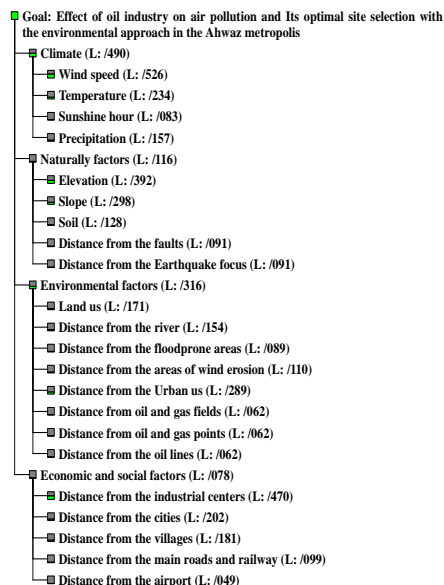 Goal: Effect of oil industry on air pollution and Its optimal site selection with
the environmental approach in the Ahwaz metropolis
Climate (L: /490)
Wind speed (L: /526)
Temperature (L: /234)
Sunshine hour (L: /083)
Precipitation (L: /157)
Naturally factors (L: /116)
Elevation (L: /392)
Slope (L: /298)
Soil (L: /128)
Distance from the faults (L: /091)
Distance from the Earthquake focus (L: /091)
Environmental factors (L: /316)
Land us (L: /171)
Distance from the river (L: /154)
Distance from the floodprone areas (L: /089)
Distance from the areas of wind erosion (L: /110)
Distance from the Urban us (L: /289)
Distance from oil and gas fields (L: /062)
Distance from oil and gas points (L: /062)
Distance from the oil lines (L: /062)
Economic and social factors (L: /078)
Distance from the industrial centers (L: /470)
Distance from the cities (L: /202)
Distance from the villages (L: /181)
Distance from the main roads and railway (L: /099)
Distance from the airport (L: /049)